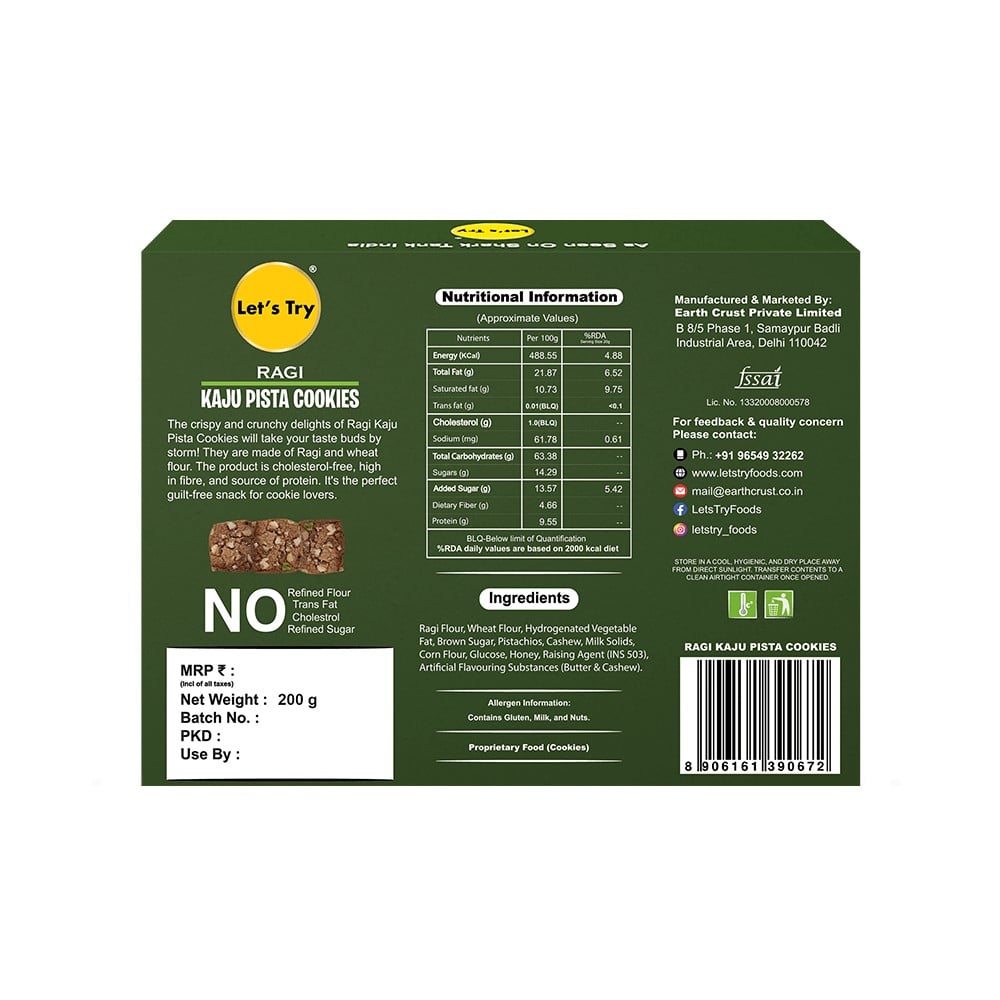 Let's Try
As Seen On Shark Tank India
Let's Try
®
RAGI
KAJU PISTA COOKIES
The crispy and crunchy delights of Ragi Kaju
Pista Cookies will take your taste buds by
storm! They are made of Ragi and wheat
flour. The product is cholesterol-free, high
in fibre, and source of protein. It's the perfect
guilt-free snack for cookie lovers.
NO
Refined Flour
Trans Fat
Cholestrol
Refined Sugar
MRP ₹ :
(Incl of all taxes)
Net Weight : 200 g
Batch No. :
PKD :
Use By :
Nutritional Information
(Approximate Values)
Nutrients Per 100g %RDA
Serving Size 20g
Energy (KCal) 488.55 4.88
Total Fat (g) 21.87 6.52
Saturated fat (g) 10.73 9.75
Trans fat (g) 0.01(BLQ) <0.1
Cholesterol (g) 1.0(BLQ)
Sodium (mg) 61.78 0.61
Total Carbohydrates (g) 63.38 --
Sugars (g) 14.29 --
Added Sugar (g) 13.57 5.42
Dietary Fiber (g) 4.66 --
Protein (g) 9.55 --
BLQ-Below limit of Quantification
%RDA daily values are based on 2000 kcal diet
Ingredients
Ragi Flour, Wheat Flour, Hydrogenated Vegetable
Fat, Brown Sugar, Pistachios, Cashew, Milk Solids,
Corn Flour, Glucose, Honey, Raising Agent (INS 503),
Artificial Flavouring Substances (Butter & Cashew).
Allergen Information:
Contains Gluten, Milk, and Nuts.
Proprietary Food (Cookies)
Manufactured & Marketed By:
Earth Crust Private Limited
B 8/5 Phase 1, Samaypur Badli
Industrial Area, Delhi 110042
fssai
Lic. No. 13320008000578
For feedback & quality concern
Please contact:
Ph.: +91 96549 32262
www.letstryfoods.com
mail@earthcrust.co.in
LetsTryFoods
letstry_foods
STORE IN A COOL, HYGIENIC, AND DRY PLACE AWAY
FROM DIRECT SUNLIGHT. TRANSFER CONTENTS TO A
CLEAN AIRTIGHT CONTAINER ONCE OPENED.
RAGI KAJU PISTA COOKIES
8 906161 390672